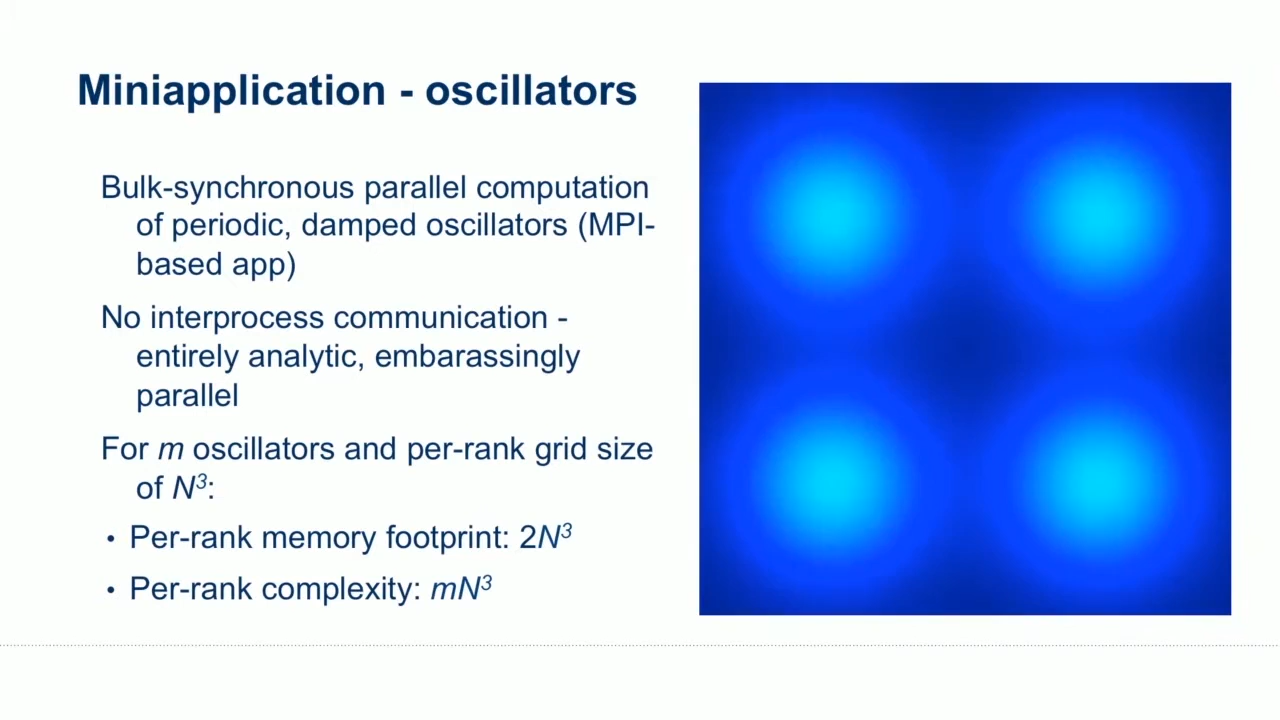 Miniapplication - oscillators
Bulk-synchronous parallel computation
of periodic, damped oscillators (MPI-
based app)
No interprocess communication -
entirely analytic, embarassingly
parallel
For m oscillators and per-rank grid size
of N³:
• Per-rank memory footprint: 2N³
• Per-rank complexity: mN³